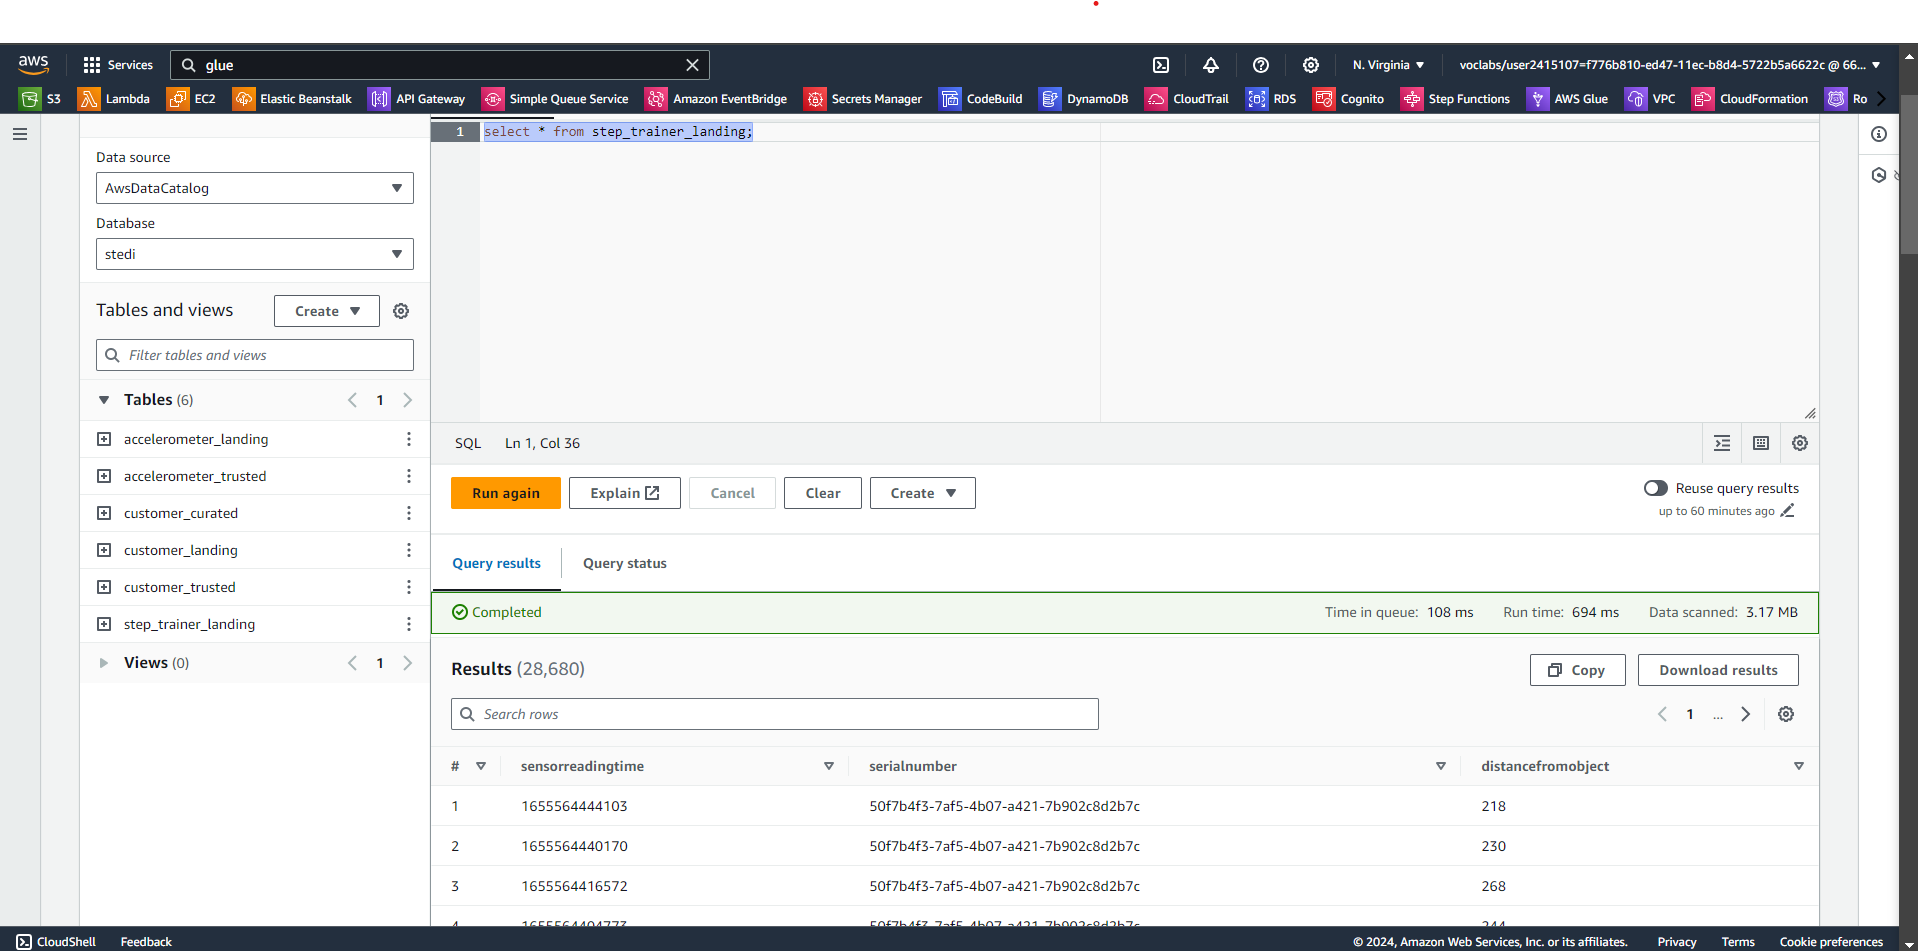 aws Services glue N. Virginia voclabs/user2415107=f776b810-ed47-11ec-b8d4-5722b5a6622c @ 66...
S3 Lambda EC2 Elastic Beanstalk API Gateway Simple Queue Service Amazon EventBridge Secrets Manager CodeBuild DynamoDB CloudTrail RDS Cognito Step Functions AWS Glue VPC CloudFormation Ro
Data source
AwsDataCatalog
Database
stedi
Tables and views Create
Filter tables and views
Tables (6) 1
accelerometer_landing
accelerometer_trusted
customer_curated
customer_landing
customer_trusted
step_trainer_landing
Views (0) 1
1 select * from step_trainer_landing;
SQL Ln 1, Col 36
Run again Explain Cancel Clear Create
Reuse query results
up to 60 minutes ago
Query results Query status
Completed Time in queue: 108 ms Run time: 694 ms Data scanned: 3.17 MB
Results (28,680) Copy Download results
Search rows 1 ...
# sensorreadingtime serialnumber distancefromobject
1 1655564444103 50f7b4f3-7af5-4b07-a421-7b902c8d2b7c 218
2 1655564440170 50f7b4f3-7af5-4b07-a421-7b902c8d2b7c 230
3 1655564416572 50f7b4f3-7af5-4b07-a421-7b902c8d2b7c 268
4 1655564404773 50f7b4f3-7af5-4b07-a421-7b902c8d2b7c 244
CloudShell Feedback © 2024, Amazon Web Services, Inc. or its affiliates. Privacy Terms Cookie preferences